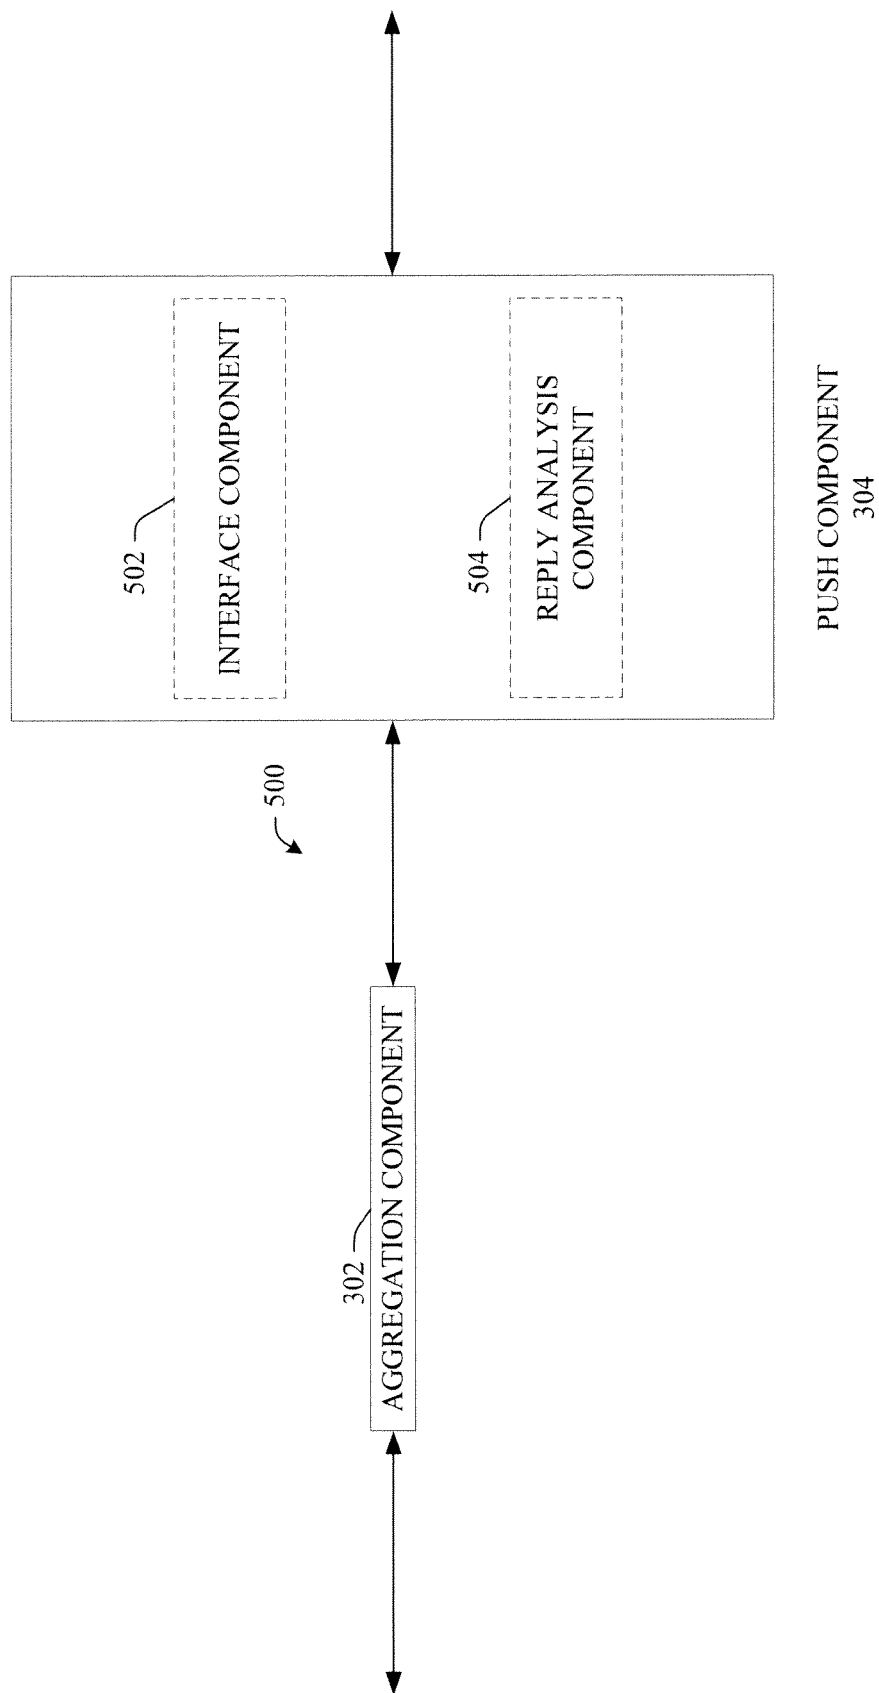 500
302
AGGREGATION COMPONENT
502
INTERFACE COMPONENT
504
REPLY ANALYSIS
COMPONENT
PUSH COMPONENT
304